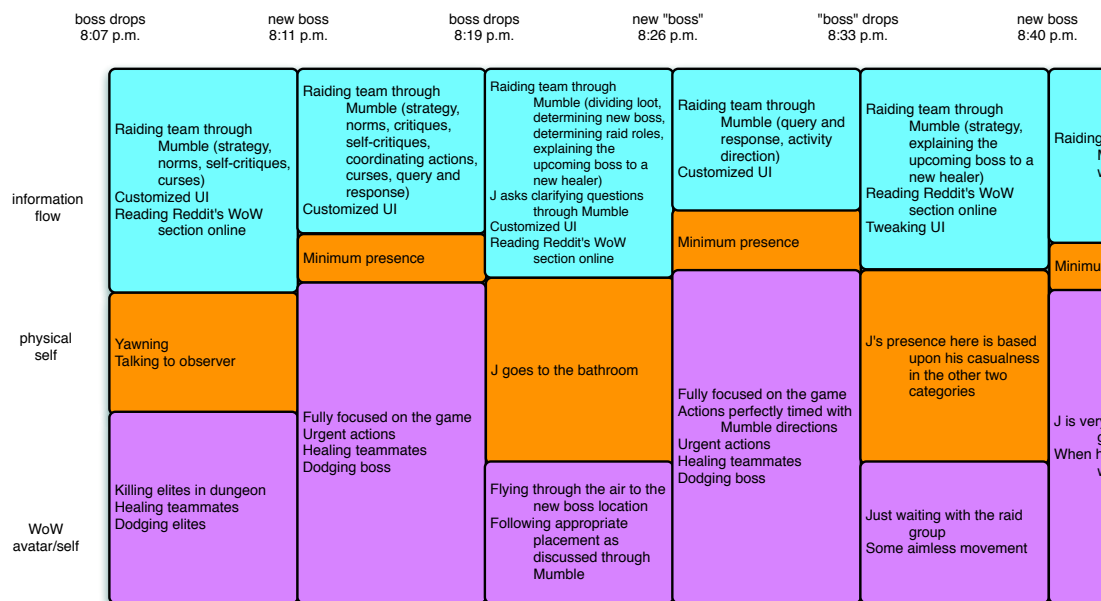 boss drops
8:07 p.m.
new boss
8:11 p.m.
boss drops
8:19 p.m.
new "boss"
8:26 p.m.
"boss" drops
8:33 p.m.
new boss
8:40 p.m.
information
flow
Raiding team through
Mumble (strategy,
norms, self-critiques,
curses)
Customized UI
Reading Reddit's WoW
section online
Raiding team through
Mumble (strategy,
norms, critiques,
self-critiques,
coordinating actions,
curses, query and
response)
Customized UI
Raiding team through
Mumble (dividing loot,
determining new boss,
determining raid roles,
explaining the
upcoming boss to a
new healer)
J asks clarifying questions
through Mumble
Customized UI
Reading Reddit's WoW
section online
Raiding team through
Mumble (query and
response, activity
direction)
Customized UI
Raiding team through
Mumble (strategy,
explaining the
upcoming boss to a
new healer)
Reading Reddit's WoW
section online
Tweaking UI
Raiding
physical
self
Yawning
Talking to observer
Minimum presence
J goes to the bathroom
Minimum presence
J's presence here is based
upon his casualness
in the other two
categories
WoW
avatar/self
Killing elites in dungeon
Healing teammates
Dodging elites
Fully focused on the game
Urgent actions
Healing teammates
Dodging boss
Flying through the air to the
new boss location
Following appropriate
placement as
discussed through
Mumble
Fully focused on the game
Actions perfectly timed with
Mumble directions
Urgent actions
Healing teammates
Dodging boss
Just waiting with the raid
group
Some aimless movement
J is very
When